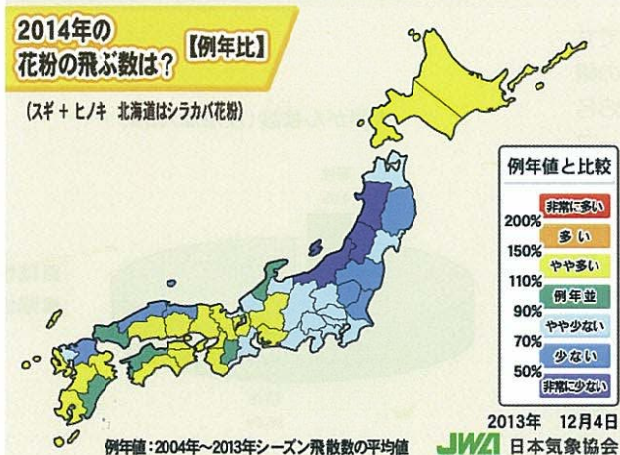 2014年の
花粉の飛ぶ数は？【例年比】
（スギ + ヒノキ 北海道はシラカバ花粉）
例年値と比較
非常に多い
200%
多い
150%
やや多い
110%
例年並
90%
やや少ない
70%
少ない
50%
非常に少ない
2013年 12月4日
例年値：2004年～2013年シーズン飛散数の平均値
JWA 日本気象協会